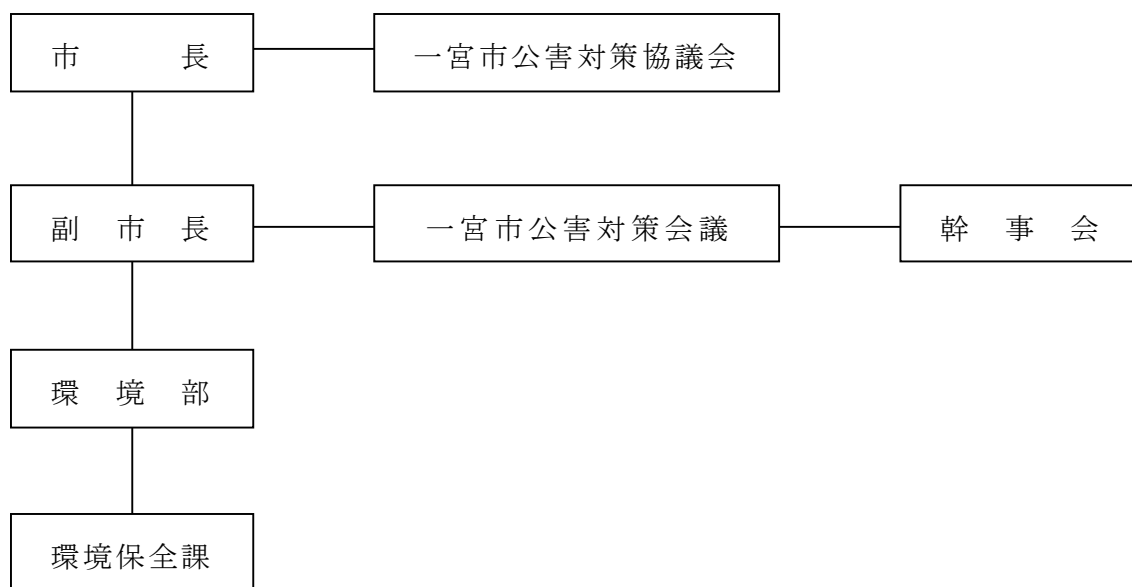 市長
一宮市公害対策協議会
副市長
一宮市公害対策会議
幹事会
環境部
環境保全課